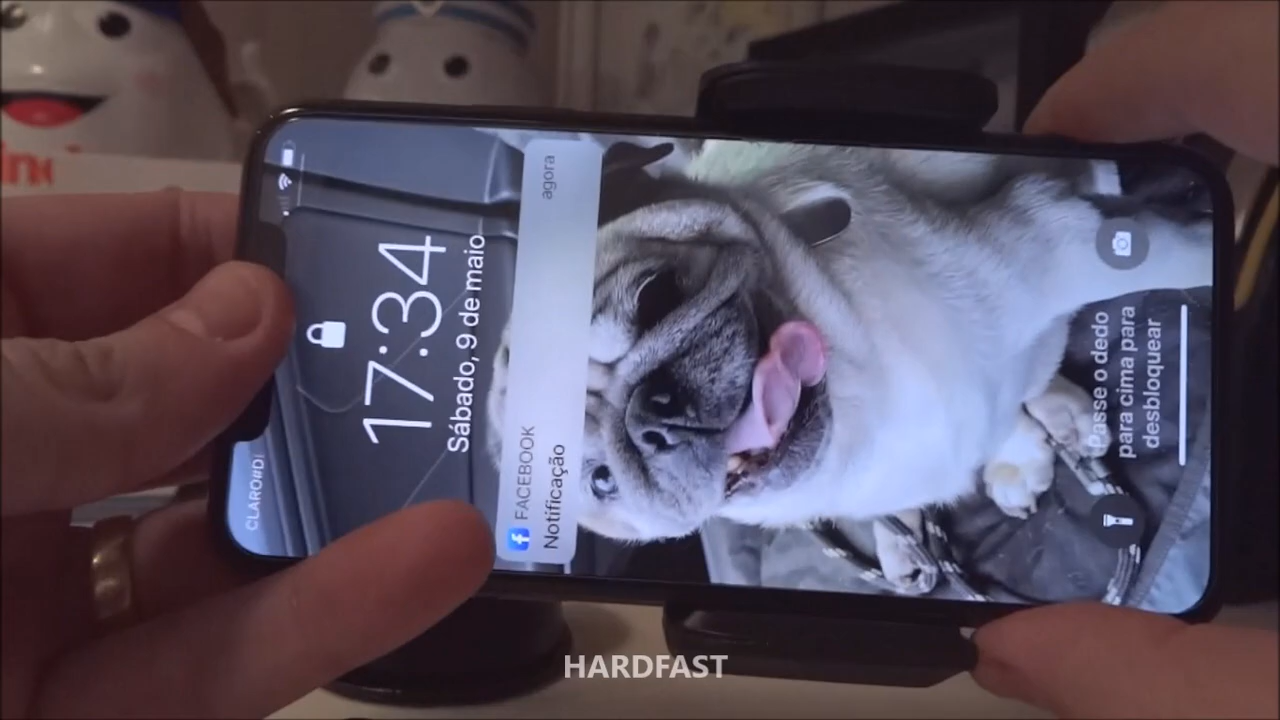 CLARO
17:34
Sábado, 9 de maio
FACEBOOK
agora
Notificação
Passe o dedo
para cima para
desbloquear
HARDFAST